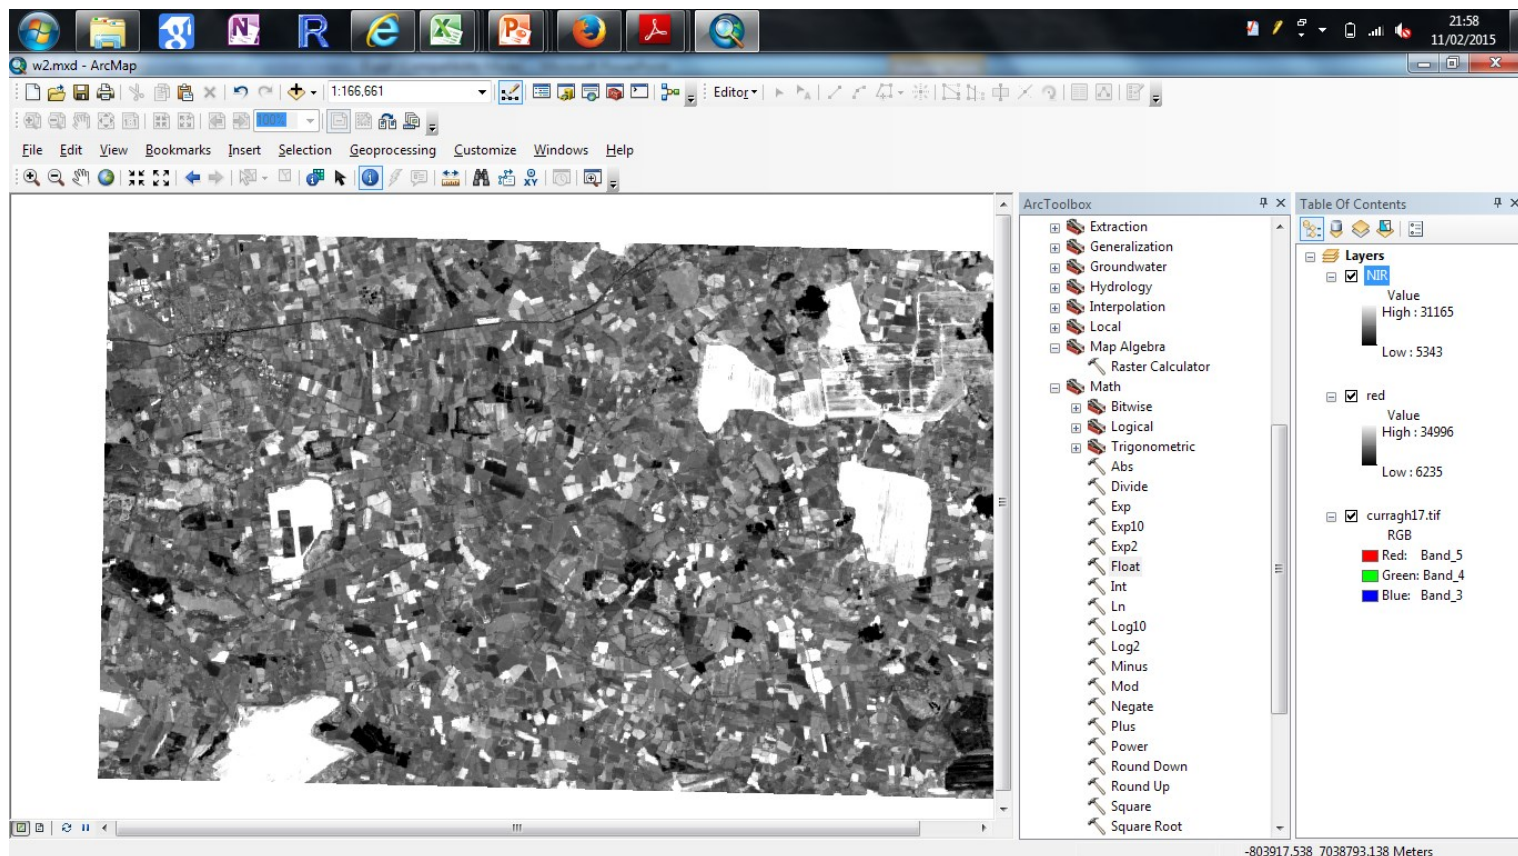 21:58
11/02/2015
w2.mxd - ArcMap
1:166,661
Editor
100%
File Edit View Bookmarks Insert Selection Geoprocessing Customize Windows Help
XY
ArcToolbox
Extraction
Generalization
Groundwater
Hydrology
Interpolation
Local
Map Algebra
Raster Calculator
Math
Bitwise
Logical
Trigonometric
Abs
Divide
Exp
Exp10
Exp2
Float
Int
Ln
Log10
Log2
Minus
Mod
Negate
Plus
Power
Round Down
Round Up
Square
Square Root
Table Of Contents
Layers
NIR
Value
High : 31165
Low : 5343
red
Value
High : 34996
Low : 6235
curragh17.tif
RGB
Red: Band_5
Green: Band_4
Blue: Band_3
-803917.538 7038793.138 Meters